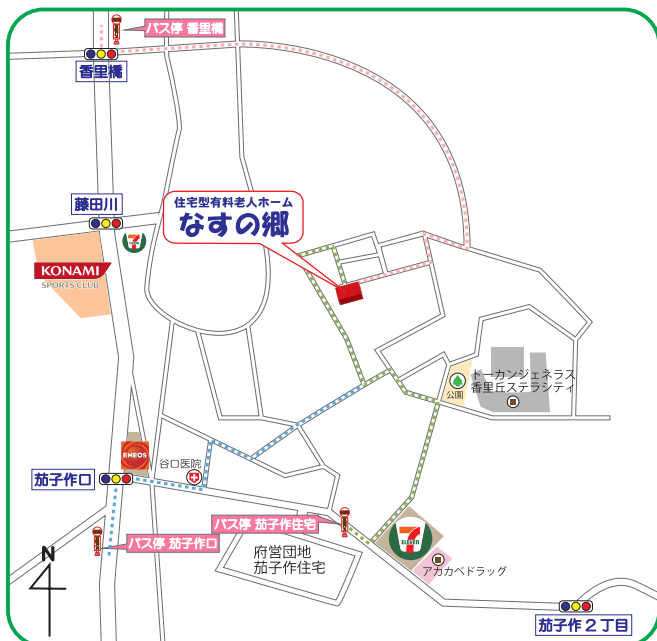 バス停 香里橋
香里橋
藤田川
住宅型有料老人ホーム
なすの郷
7
ELEVEN
KONAMI
SPORTS CLUB
トーカンジェネラス
香里丘ステラシティ
公園
ENEOS
谷口医院
茄子作口
バス停 茄子作住宅
バス停 茄子作口
府営団地
茄子作住宅
7
ELEVEN
アカカベドラッグ
N
茄子作2丁目